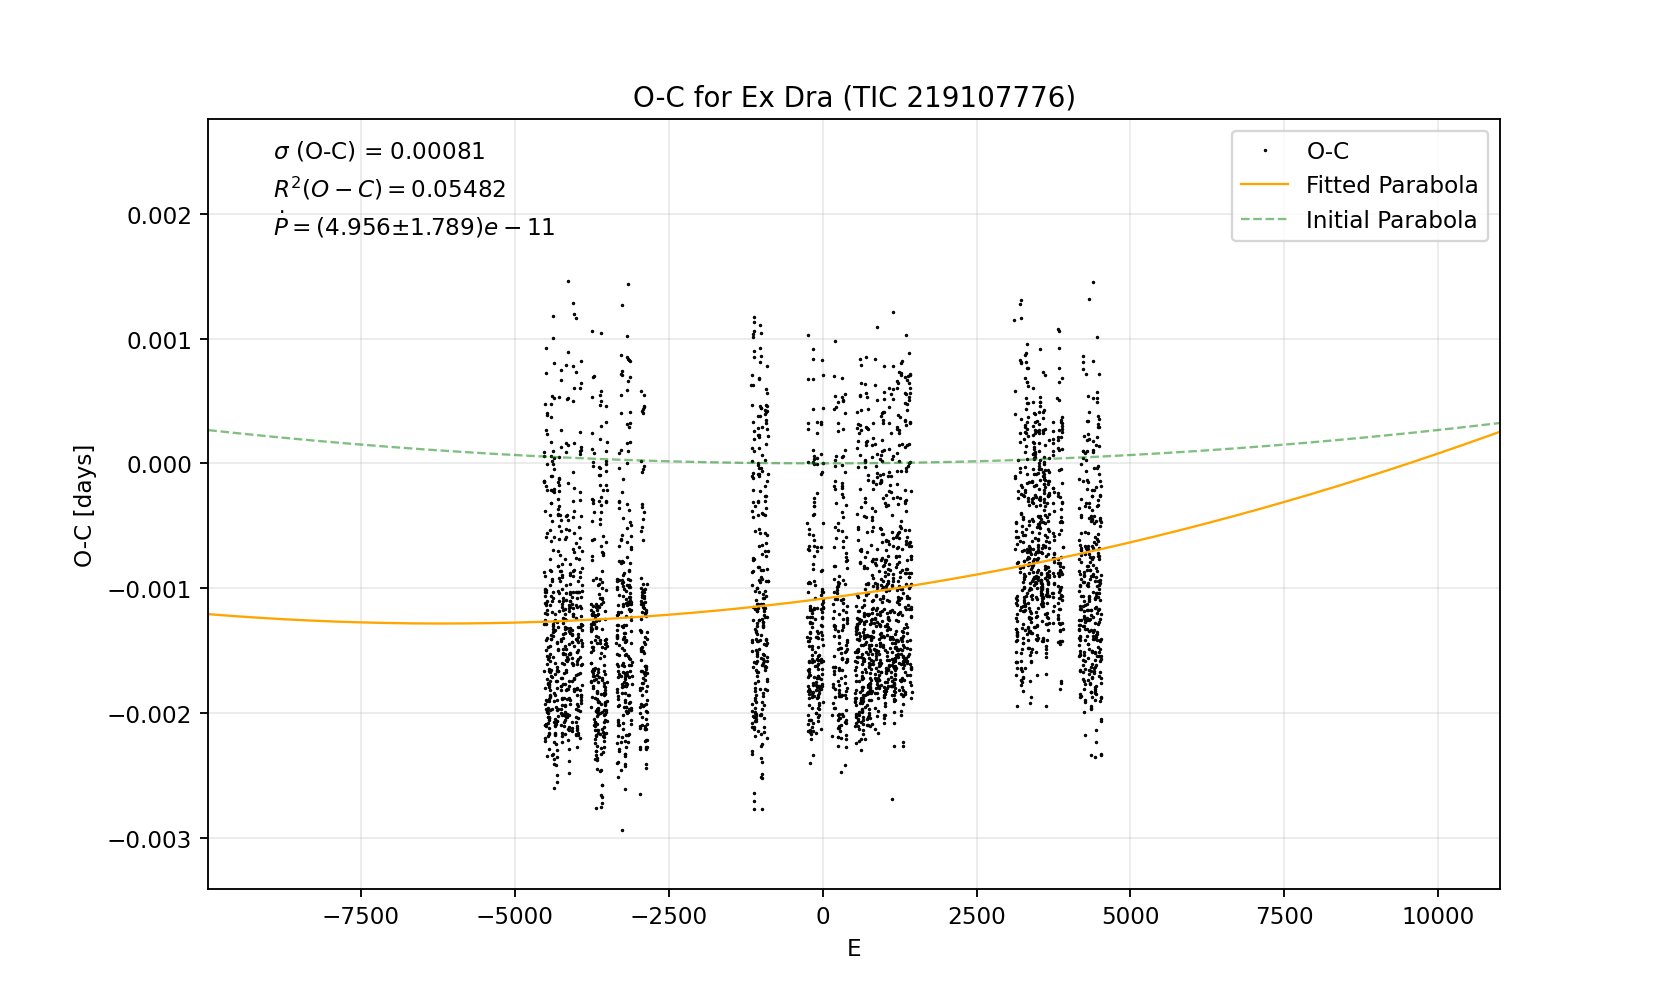 O-C for Ex Dra (TIC 219107776)
σ (O-C) = 0.00081
R²(O − C) = 0.05482
Ṗ = (4.956±1.789)e − 11
O-C
Fitted Parabola
Initial Parabola
0.002
0.001
0.000
−0.001
−0.002
−0.003
O-C [days]
−7500 −5000 −2500 0 2500 5000 7500 10000
E